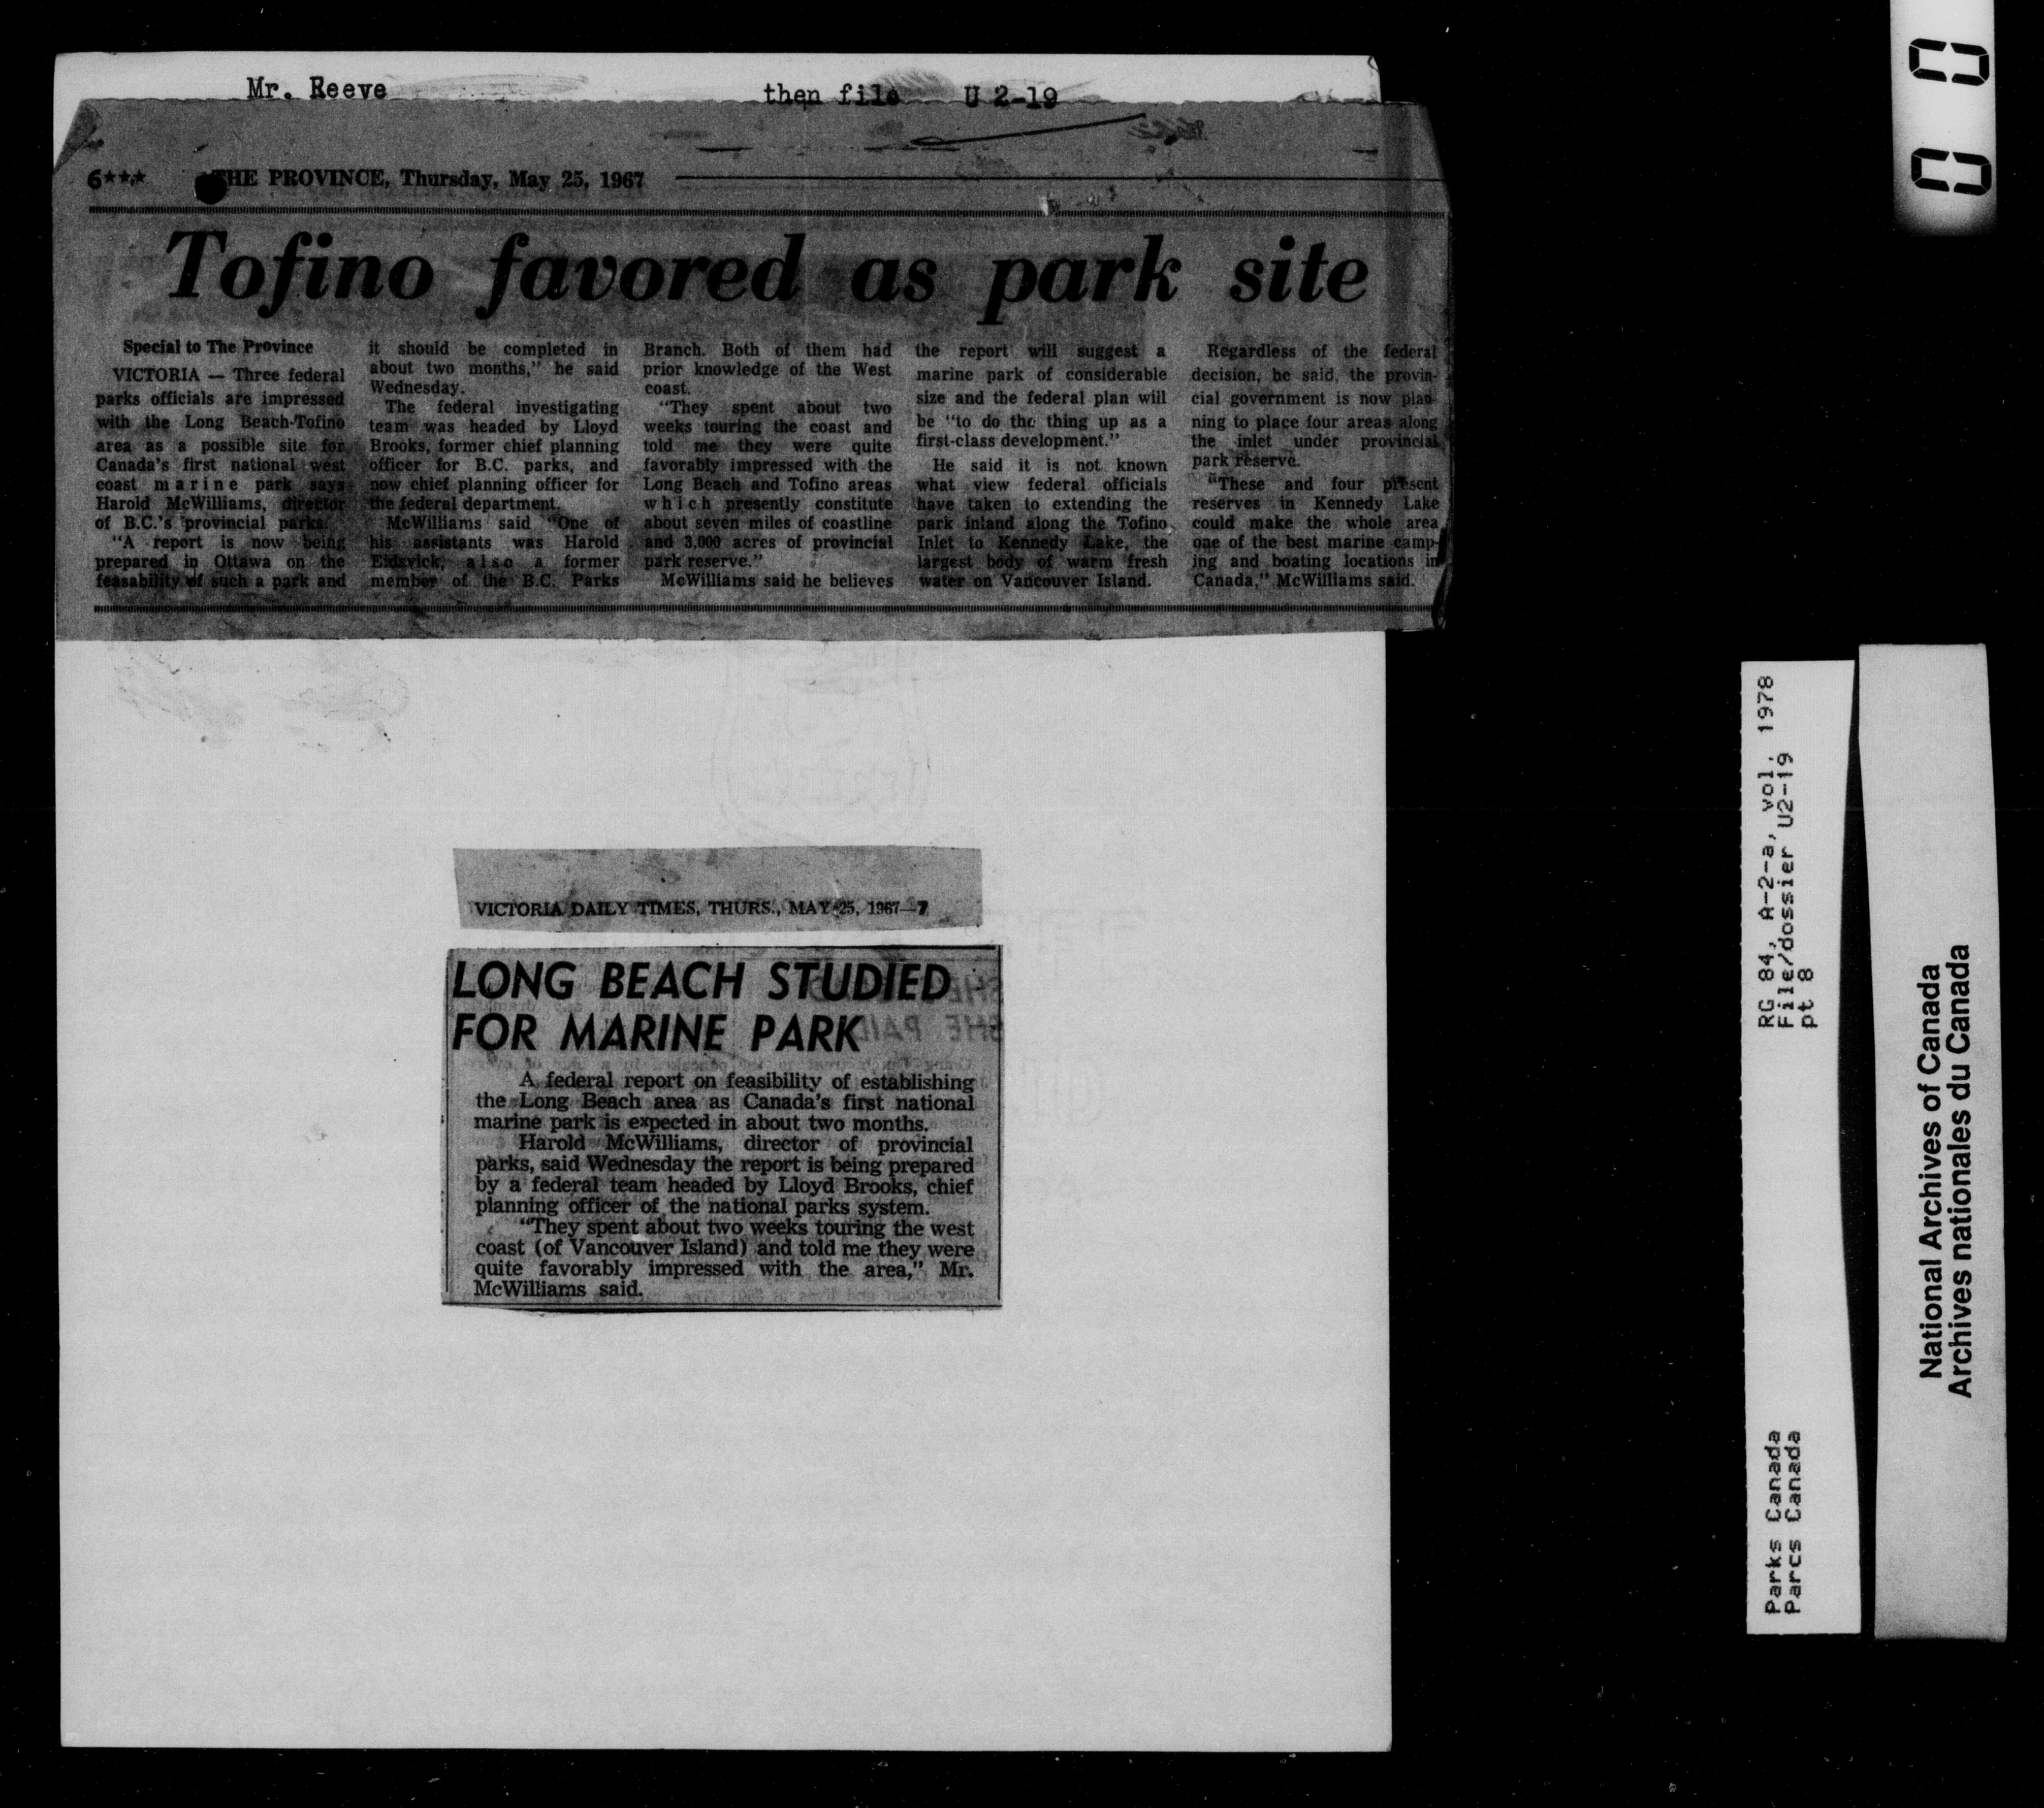 Mr. Reeve then file U 2-19
6*** THE PROVINCE, Thursday, May 25, 1967
Tofino favored as park site
Special to The Province
VICTORIA — Three federal
parks officials are impressed
with the Long Beach-Tofino
area as a possible site for
Canada's first national west
coast marine park says
Harold McWilliams, director
of B.C.'s provincial parks.
"A report is now being
prepared in Ottawa on the
feasability of such a park and
it should be completed in
about two months," he said
Wednesday.
The federal investigating
team was headed by Lloyd
Brooks, former chief planning
officer for B.C. parks, and
now chief planning officer for
the federal department.
McWilliams said "One of
his assistants was Harold
Eidsvick, also a former
member of the B.C. Parks
Branch. Both of them had
prior knowledge of the West
coast.
"They spent about two
weeks touring the coast and
told me they were quite
favorably impressed with the
Long Beach and Tofino areas
which presently constitute
about seven miles of coastline
and 3,000 acres of provincial
park reserve."
McWilliams said he believes
the report will suggest a
marine park of considerable
size and the federal plan will
be "to do the thing up as a
first-class development."
He said it is not known
what view federal officials
have taken to extending the
park inland along the Tofino
Inlet to Kennedy Lake, the
largest body of warm fresh
water on Vancouver Island.
Regardless of the federal
decision, he said, the provin-
cial government is now plan-
ning to place four areas along
the inlet under provincial
park reserve.
"These and four present
reserves in Kennedy Lake
could make the whole area
one of the best marine camp-
ing and boating locations in
Canada," McWilliams said.
VICTORIA DAILY TIMES, THURS., MAY 25, 1967—7
LONG BEACH STUDIED
FOR MARINE PARK
A federal report on feasibility of establishing
the Long Beach area as Canada's first national
marine park is expected in about two months.
Harold McWilliams, director of provincial
parks, said Wednesday the report is being prepared
by a federal team headed by Lloyd Brooks, chief
planning officer of the national parks system.
"They spent about two weeks touring the west
coast (of Vancouver Island) and told me they were
quite favorably impressed with the area," Mr.
McWilliams said.
RG 84, A-2-a, vol. 1978
File/dossier U2-19
pt 8
Parks Canada
Parcs Canada
National Archives of Canada
Archives nationales du Canada
00